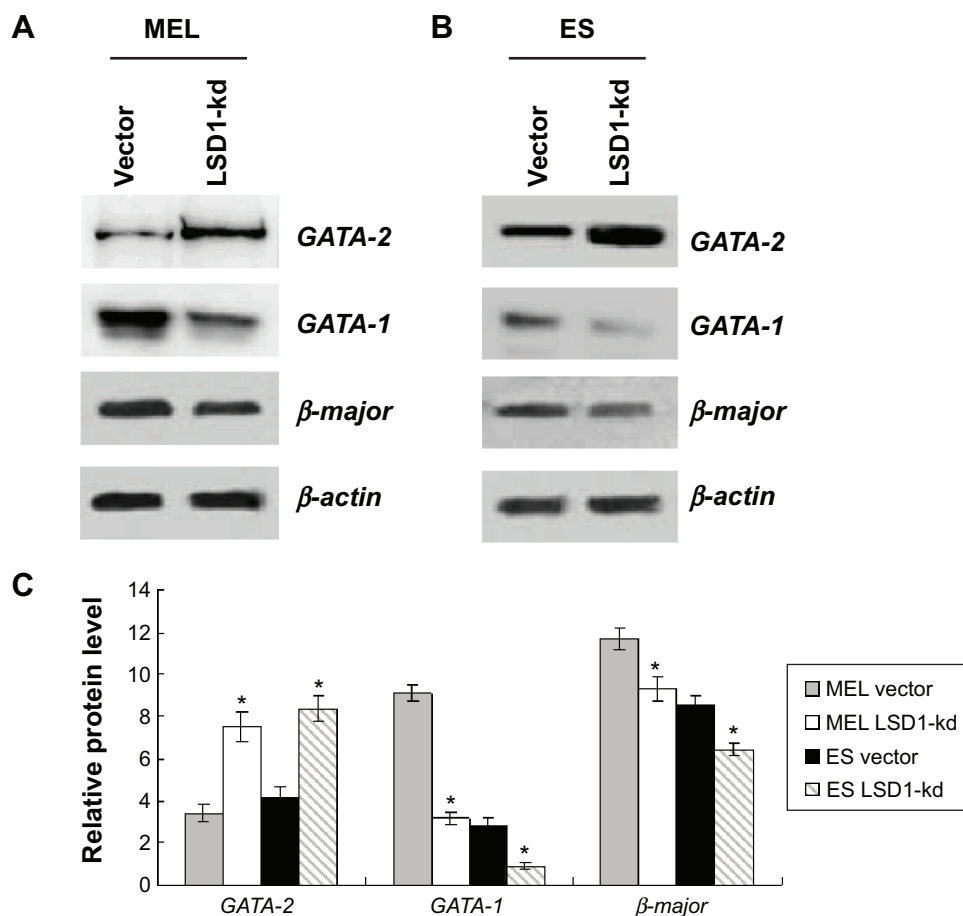 A
MEL
Vector
LSD1-kd
GATA-2
GATA-1
β-major
β-actin
B
ES
Vector
LSD1-kd
GATA-2
GATA-1
β-major
β-actin
C
Relative protein level
14
12
10
8
6
4
2
0
* * * * * *
GATA-2 GATA-1 β-major
MEL vector
MEL LSD1-kd
ES vector
ES LSD1-kd